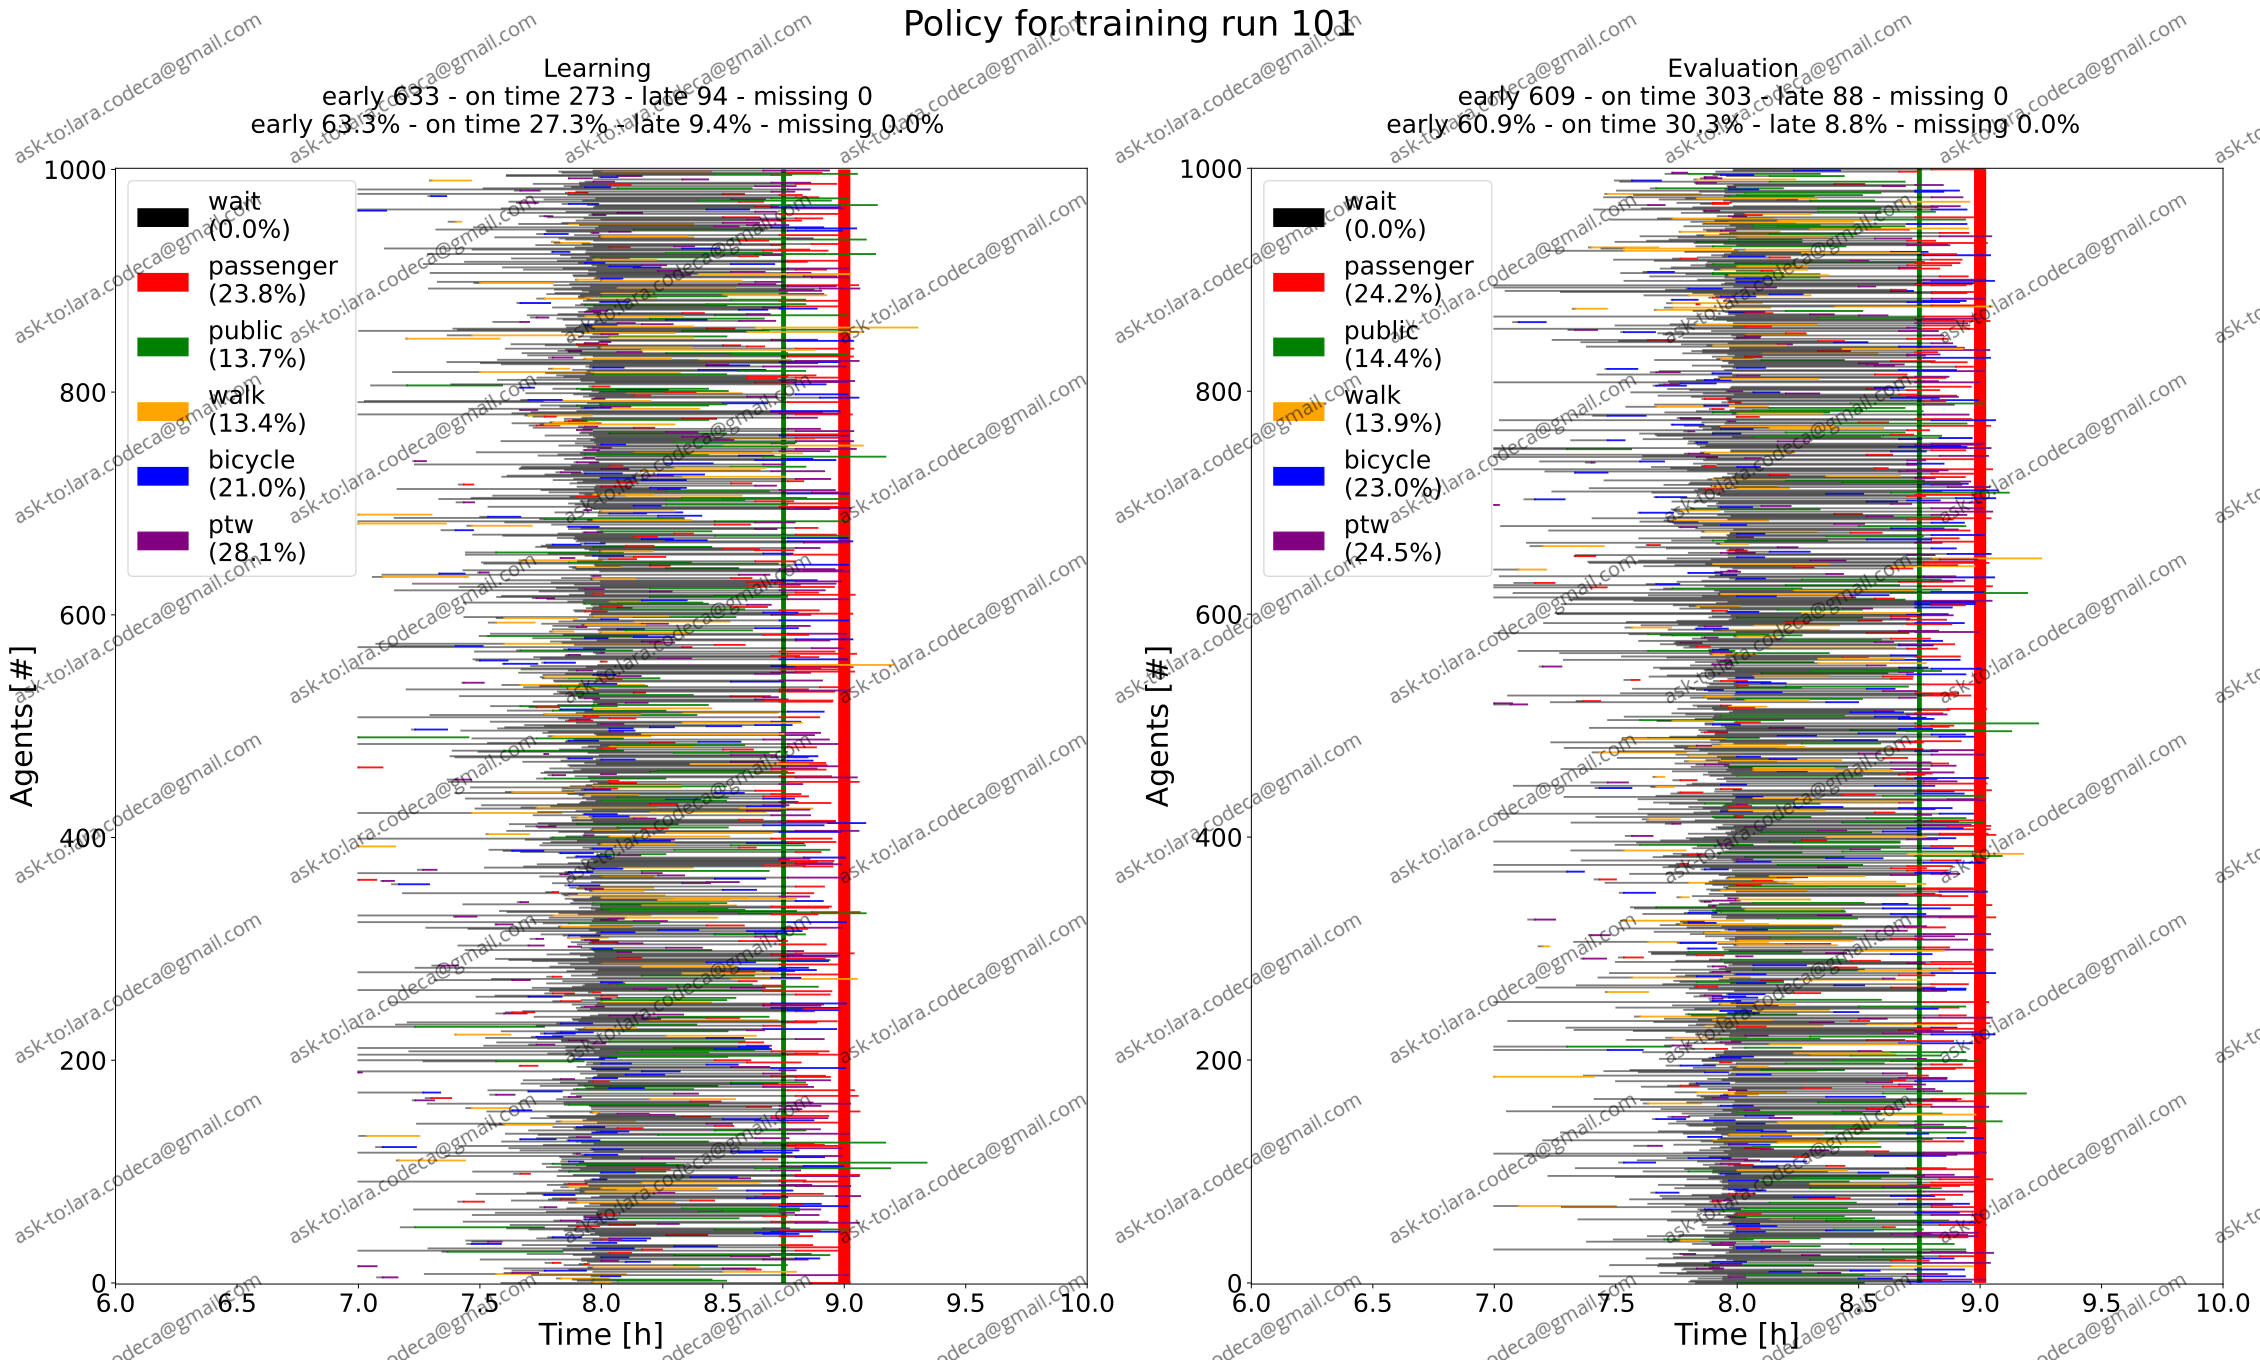 Policy for training run 101
Learning
early 633 - on time 273 - late 94 - missing 0
early 63.3% - on time 27.3% - late 9.4% - missing 0.0%
Evaluation
early 609 - on time 303 - late 88 - missing 0
early 60.9% - on time 30.3% - late 8.8% - missing 0.0%
Agents [#]
1000
800
600
400
200
0
wait
(0.0%)
passenger
(23.8%)
public
(13.7%)
walk
(13.4%)
bicycle
(21.0%)
ptw
(28.1%)
6.0 6.5 7.0 7.5 8.0 8.5 9.0 9.5 10.0
Time [h]
Agents [#]
1000
800
600
400
200
0
wait
(0.0%)
passenger
(24.2%)
public
(14.4%)
walk
(13.9%)
bicycle
(23.0%)
ptw
(24.5%)
6.0 6.5 7.0 7.5 8.0 8.5 9.0 9.5 10.0
Time [h]
ask-to:lara.codeca@gmail.com